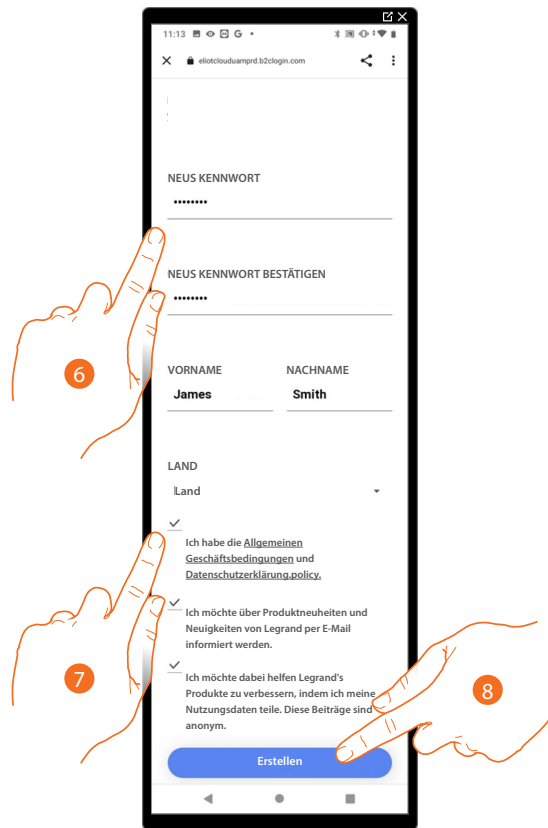 11:13 G
eliotclouduamprd.b2clogin.com
NEUS KENNWORT
••••••••
NEUS KENNWORT BESTÄTIGEN
••••••••
6
VORNAME NACHNAME
James Smith
LAND
Land
Ich habe die Allgemeinen
Geschäftsbedingungen und
Datenschutzerklärung.policy.
Ich möchte über Produktneuheiten und
Neuigkeiten von Legrand per E-Mail
informiert werden.
7
Ich möchte dabei helfen Legrand's
Produkte zu verbessern, indem ich meine
Nutzungsdaten teile. Diese Beiträge sind
anonym.
8
Erstellen